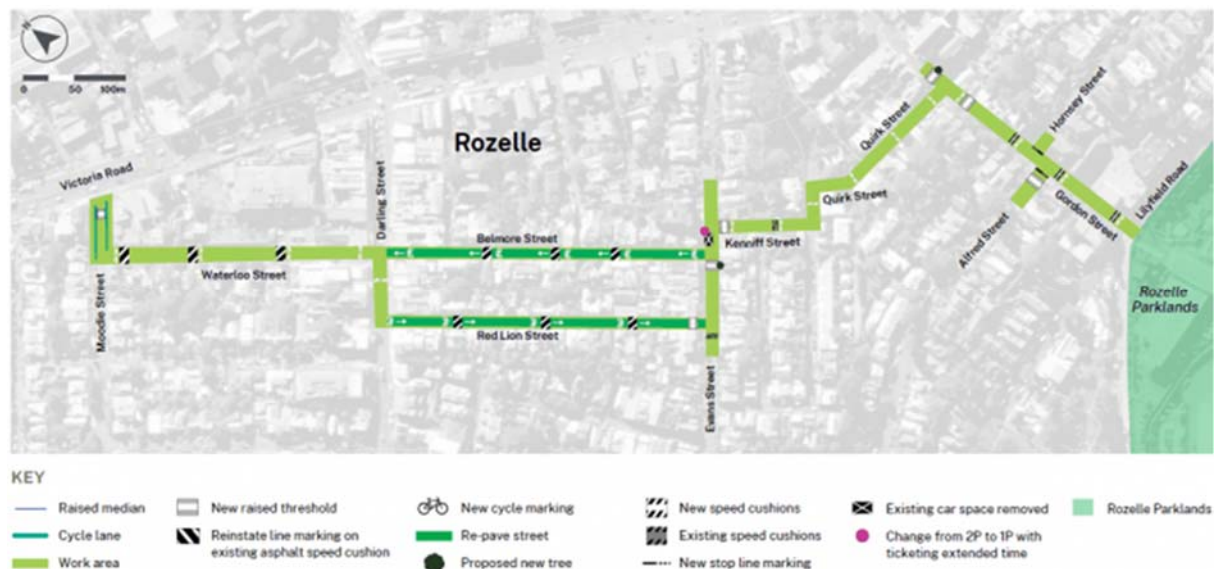 N
0 50 100m
Rozelle
Victoria Road
Moodie Street
Waterloo Street
Darling Street
Belmore Street
Red Lion Street
Evans Street
Kenniff Street
Quirk Street
Quirk Street
Hornsey Street
Alfred Street
Gordon Street
Lilyfield Road
Rozelle
Parklands
KEY
Raised median
Cycle lane
Work area
New raised threshold
Reinstate line marking on
existing asphalt speed cushion
New cycle marking
Re-pave street
Proposed new tree
New speed cushions
Existing speed cushions
New stop line marking
Existing car space removed
Change from 2P to 1P with
ticketing extended time
Rozelle Parklands